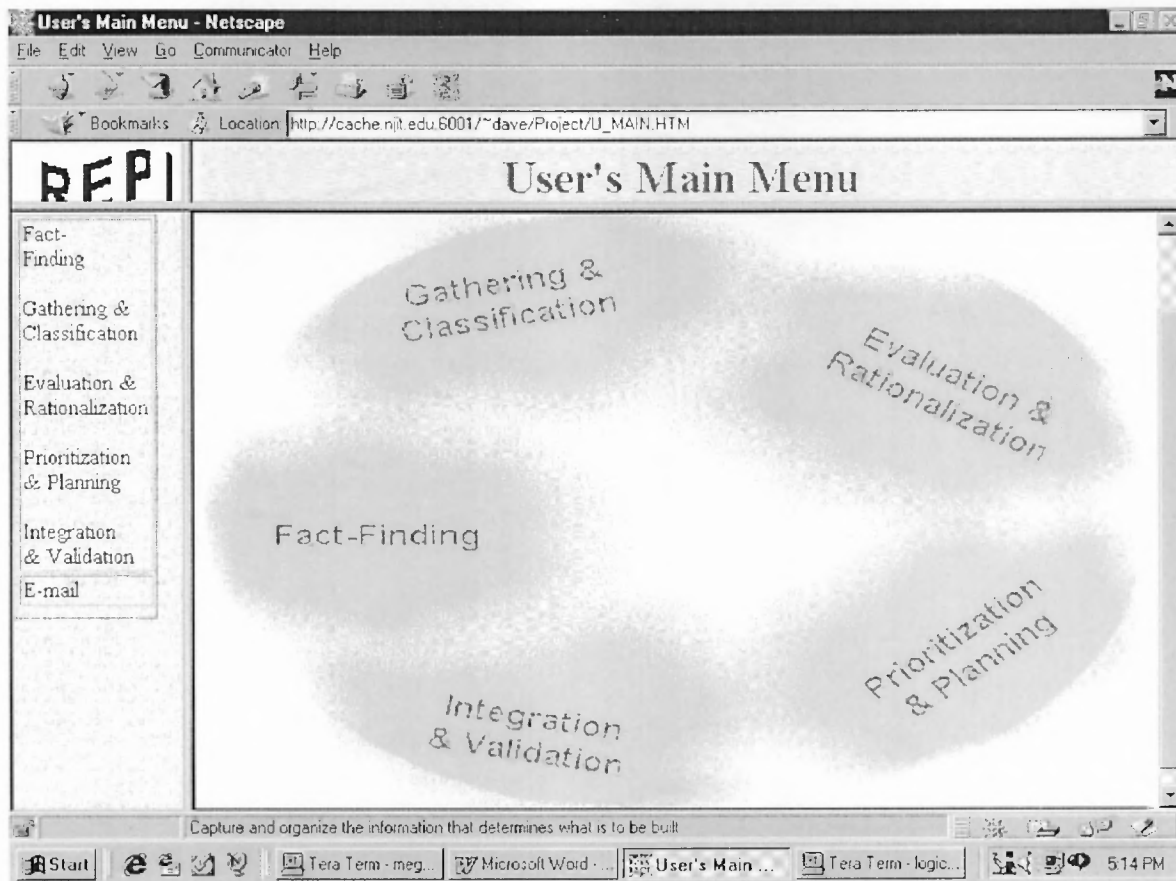 User's Main Menu - Netscape
File Edit View Go Communicator Help
Bookmarks Location: http://cache.njit.edu:6001/~dave/Project/U_MAIN.HTM
REPI
User's Main Menu
Fact-
Finding
Gathering &
Classification
Evaluation &
Rationalization
Prioritization
& Planning
Integration
& Validation
E-mail
Gathering &
Classification
Evaluation &
Rationalization
Fact-Finding
Prioritization
& Planning
Integration
& Validation
Capture and organize the information that determines what is to be built
Start Tera Term - meg... Microsoft Word - ... User's Main ... Tera Term - logic... 5:14 PM